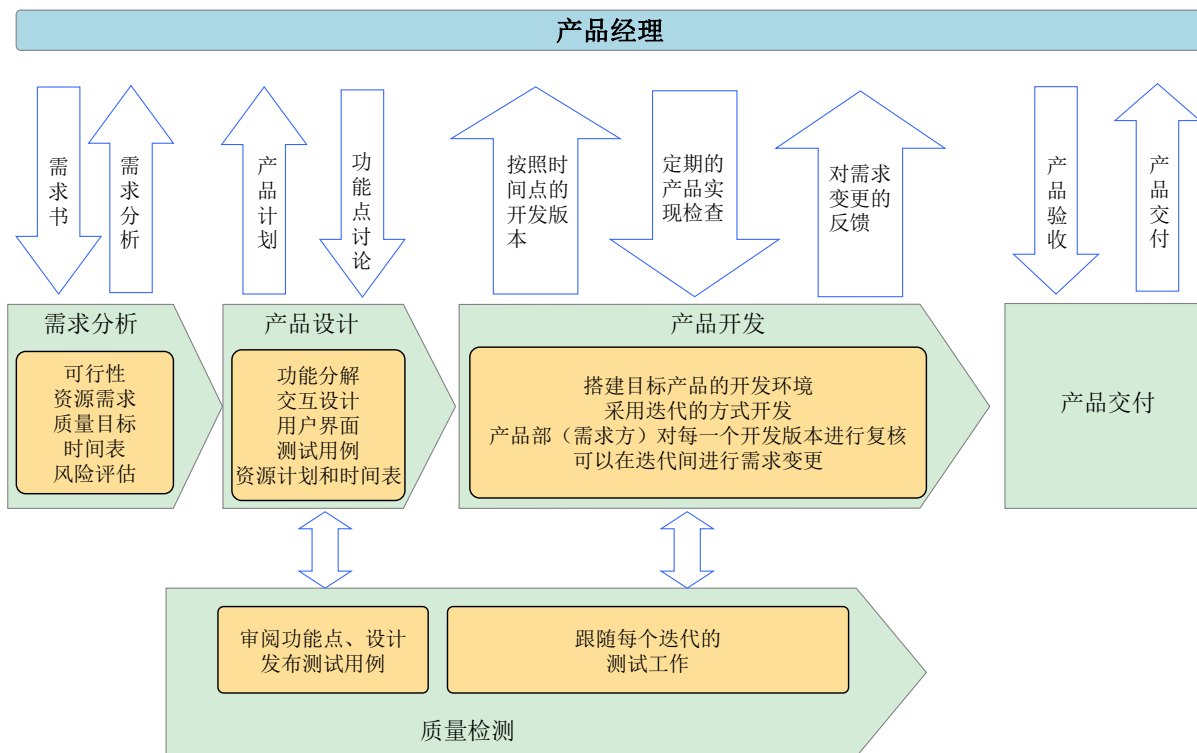 产品经理
需求书
需求分析
产品计划
功能点讨论
按照时
间点的
开发版
本
定期的
产品实
现检查
对需求
变更的
反馈
产品验收
产品交付
需求分析
可行性
资源需求
质量目标
时间表
风险评估
产品设计
功能分解
交互设计
用户界面
测试用例
资源计划和时间表
产品开发
搭建目标产品的开发环境
采用迭代的方式开发
产品部（需求方）对每一个开发版本进行复核
可以在迭代间进行需求变更
产品交付
审阅功能点、设计
发布测试用例
跟随每个迭代的
测试工作
质量检测